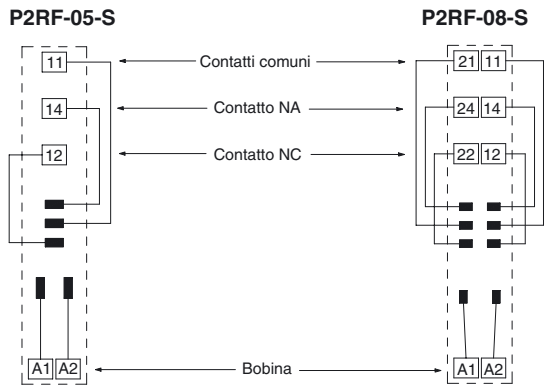 P2RF-05-S
P2RF-08-S
11
Contatti comuni
21 11
14
Contatto NA
24 14
12
Contatto NC
22 12
A1 A2
Bobina
A1 A2